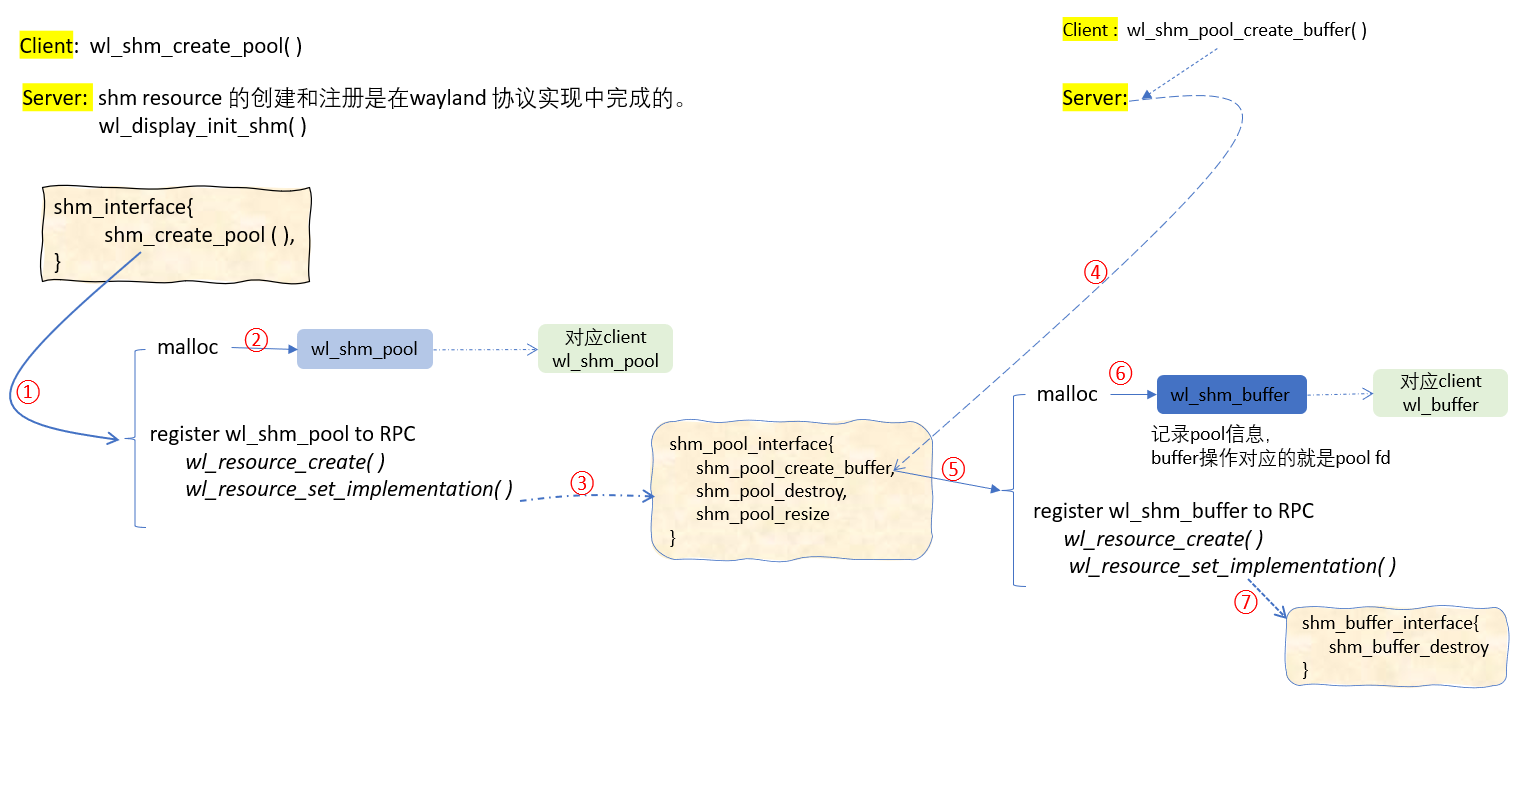 Client: wl_shm_create_pool( )
Server: shm resource 的创建和注册是在wayland 协议实现中完成的。
wl_display_init_shm( )
shm_interface{
shm_create_pool ( ),
}
①
malloc
②
wl_shm_pool
对应client
wl_shm_pool
register wl_shm_pool to RPC
wl_resource_create( )
wl_resource_set_implementation( )
③
shm_pool_interface{
shm_pool_create_buffer,
shm_pool_destroy,
shm_pool_resize
}
Client : wl_shm_pool_create_buffer( )
Server:
④
⑤
malloc
⑥
wl_shm_buffer
对应client
wl_buffer
记录pool信息,
buffer操作对应的就是pool fd
register wl_shm_buffer to RPC
wl_resource_create( )
wl_resource_set_implementation( )
⑦
shm_buffer_interface{
shm_buffer_destroy
}